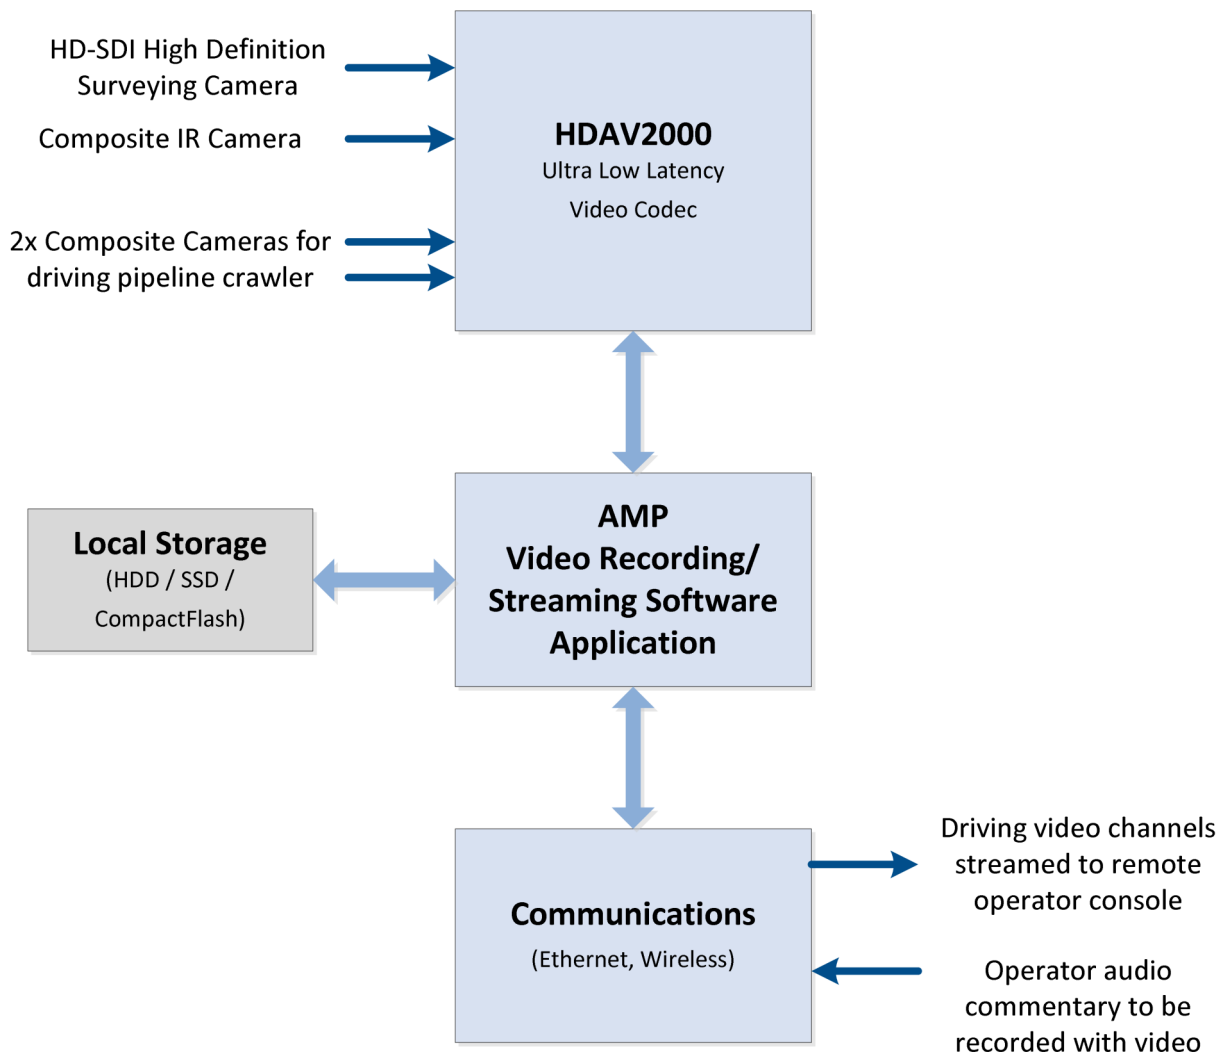 HD-SDI High Definition
Surveying Camera
Composite IR Camera
2x Composite Cameras for
driving pipeline crawler
HDAV2000
Ultra Low Latency
Video Codec
Local Storage
(HDD / SSD /
CompactFlash)
AMP
Video Recording/
Streaming Software
Application
Communications
(Ethernet, Wireless)
Driving video channels
streamed to remote
operator console
Operator audio
commentary to be
recorded with video